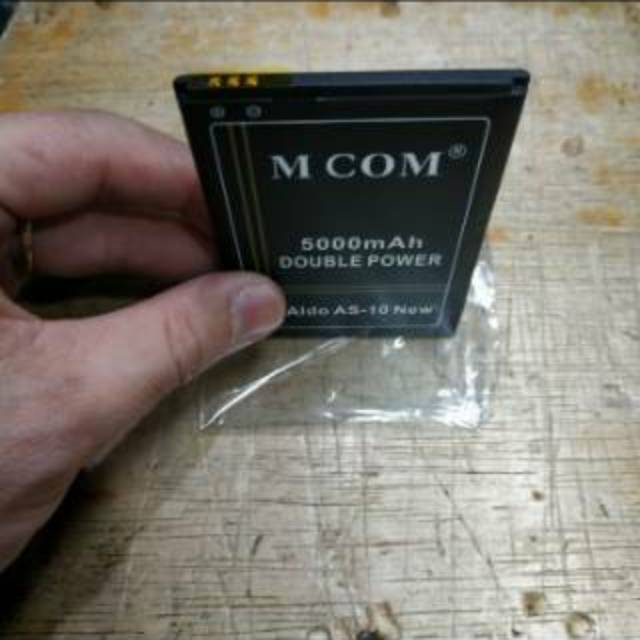 M COM®
5000mAh
DOUBLE POWER
Aldo AS-10 New